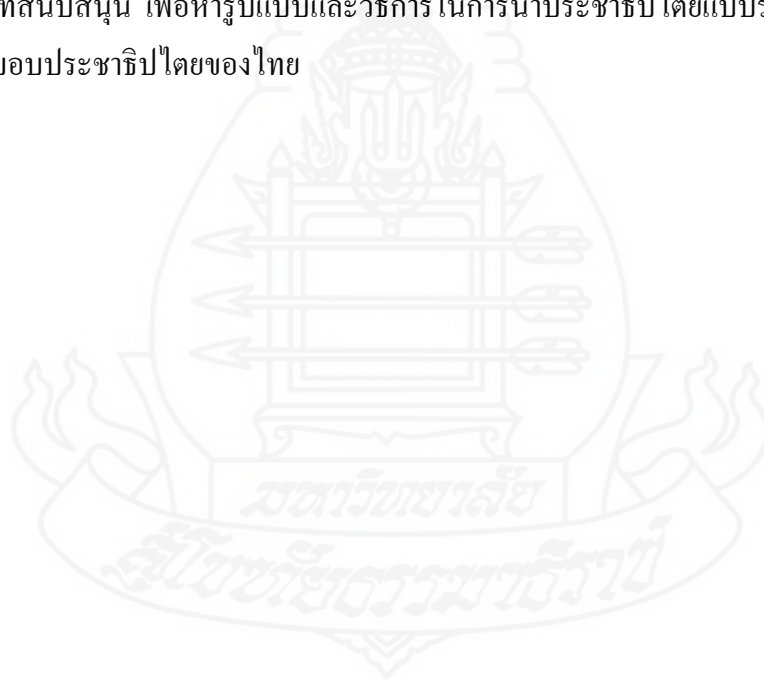 ที่สนับสนุน เพื่อหารูปแบบและวิธีการในการนำประชาธิปไตยแบบ
ประชาธิปไตยของไทย
มหาวิทยาลัย
สุโขทัยธรรมาธิราช